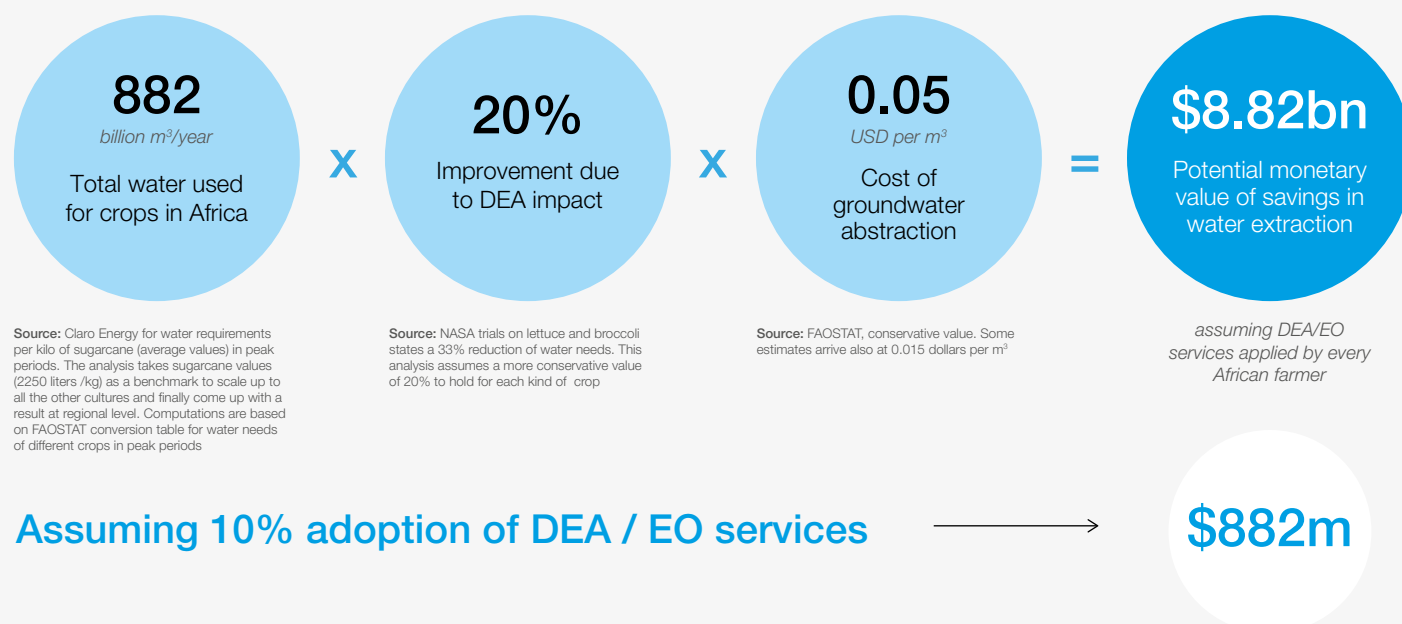 882
billion m³/year
Total water used
for crops in Africa
x
20%
Improvement due
to DEA impact
x
0.05
USD per m³
Cost of
groundwater
abstraction
=
$8.82bn
Potential monetary
value of savings in
water extraction
Source: Claro Energy for water requirements
per kilo of sugarcane (average values) in peak
periods. The analysis takes sugarcane values
(2250 liters /kg) as a benchmark to scale up to
all the other cultures and finally come up with a
result at regional level. Computations are based
on FAOSTAT conversion table for water needs
of different crops in peak periods
Source: NASA trials on lettuce and broccoli
states a 33% reduction of water needs. This
analysis assumes a more conservative value
of 20% to hold for each kind of crop
Source: FAOSTAT, conservative value. Some
estimates arrive also at 0.015 dollars per m³
assuming DEA/EO
services applied by every
African farmer
Assuming 10% adoption of DEA / EO services
$882m